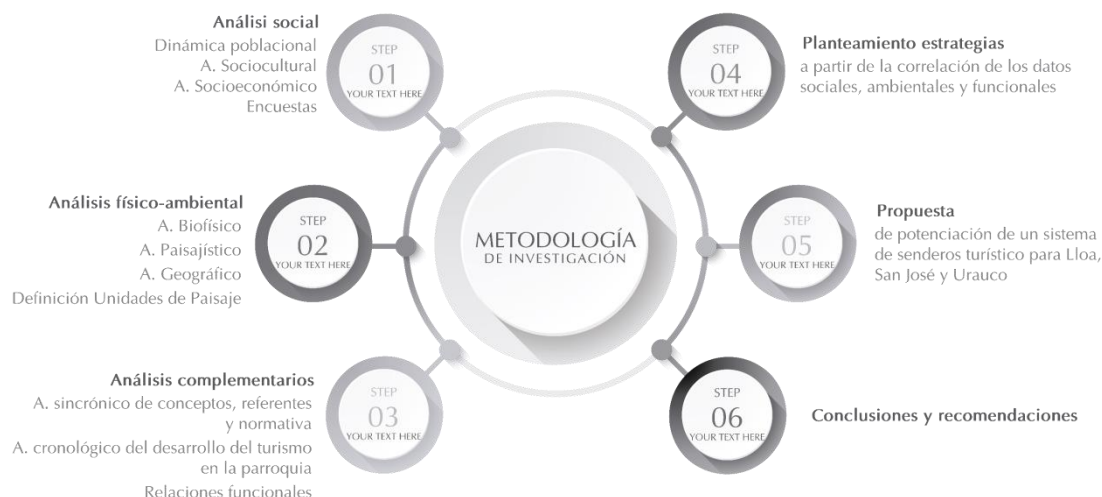 Análisi social
Dinámica poblacional
A. Sociocultural
A. Socioeconómico
Encuestas
STEP
01
YOUR TEXT HERE
Análisis físico-ambiental
A. Biofísico
A. Paisajístico
A. Geográfico
Definición Unidades de Paisaje
STEP
02
YOUR TEXT HERE
Análisis complementarios
A. sincrónico de conceptos, referentes
y normativa
A. cronológico del desarrollo del turismo
en la parroquia
Relaciones funcionales
STEP
03
YOUR TEXT HERE
METODOLOGÍA
DE INVESTIGACIÓN
STEP
04
YOUR TEXT HERE
Planteamiento estrategias
a partir de la correlación de los datos
sociales, ambientales y funcionales
STEP
05
YOUR TEXT HERE
Propuesta
de potenciación de un sistema
de senderos turístico para Lloa,
San José y Urauco
STEP
06
YOUR TEXT HERE
Conclusiones y recomendaciones